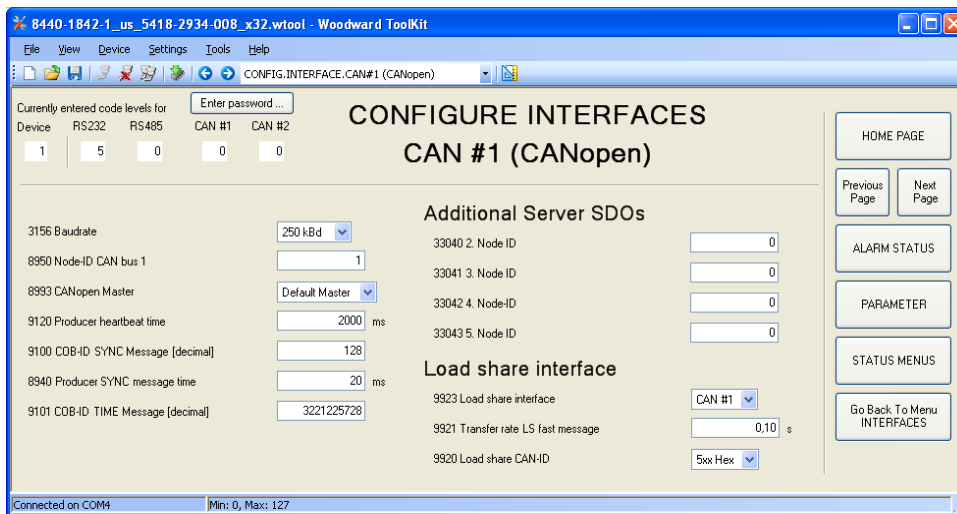 8440-1842-1_us_5418-2934-008_x32.wtool - Woodward ToolKit
File View Device Settings Tools Help
CONFIG.INTERFACE.CAN#1 (CANopen)
Currently entered code levels for
Enter password ...
Device RS232 RS485 CAN #1 CAN #2
1 5 0 0 0
CONFIGURE INTERFACES
CAN #1 (CANopen)
3156 Baudrate 250 kBd
8950 Node-ID CAN bus 1 1
8993 CANopen Master Default Master
9120 Producer heartbeat time 2000 ms
9100 COB-ID SYNC Message [decimal] 128
8940 Producer SYNC message time 20 ms
9101 COB-ID TIME Message [decimal] 3221225728
Additional Server SDOs
33040 2. Node ID 0
33041 3. Node ID 0
33042 4. Node-ID 0
33043 5. Node ID 0
Load share interface
9923 Load share interface CAN #1
9921 Transfer rate LS fast message 0,10 s
9920 Load share CAN-ID 5xx Hex
HOME PAGE
Previous Page
Next Page
ALARM STATUS
PARAMETER
STATUS MENUS
Go Back To Menu
INTERFACES
Connected on COM4 Min: 0, Max: 127